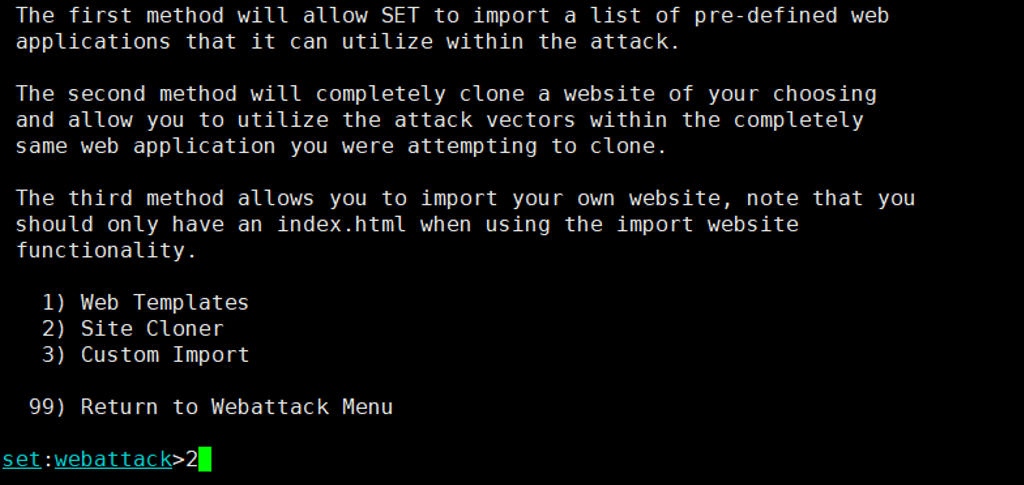 The first method will allow SET to import a list of pre-defined web
applications that it can utilize within the attack.
The second method will completely clone a website of your choosing
and allow you to utilize the attack vectors within the completely
same web application you were attempting to clone.
The third method allows you to import your own website, note that you
should only have an index.html when using the import website
functionality.
1) Web Templates
2) Site Cloner
3) Custom Import
99) Return to Webattack Menu
set:webattack>2